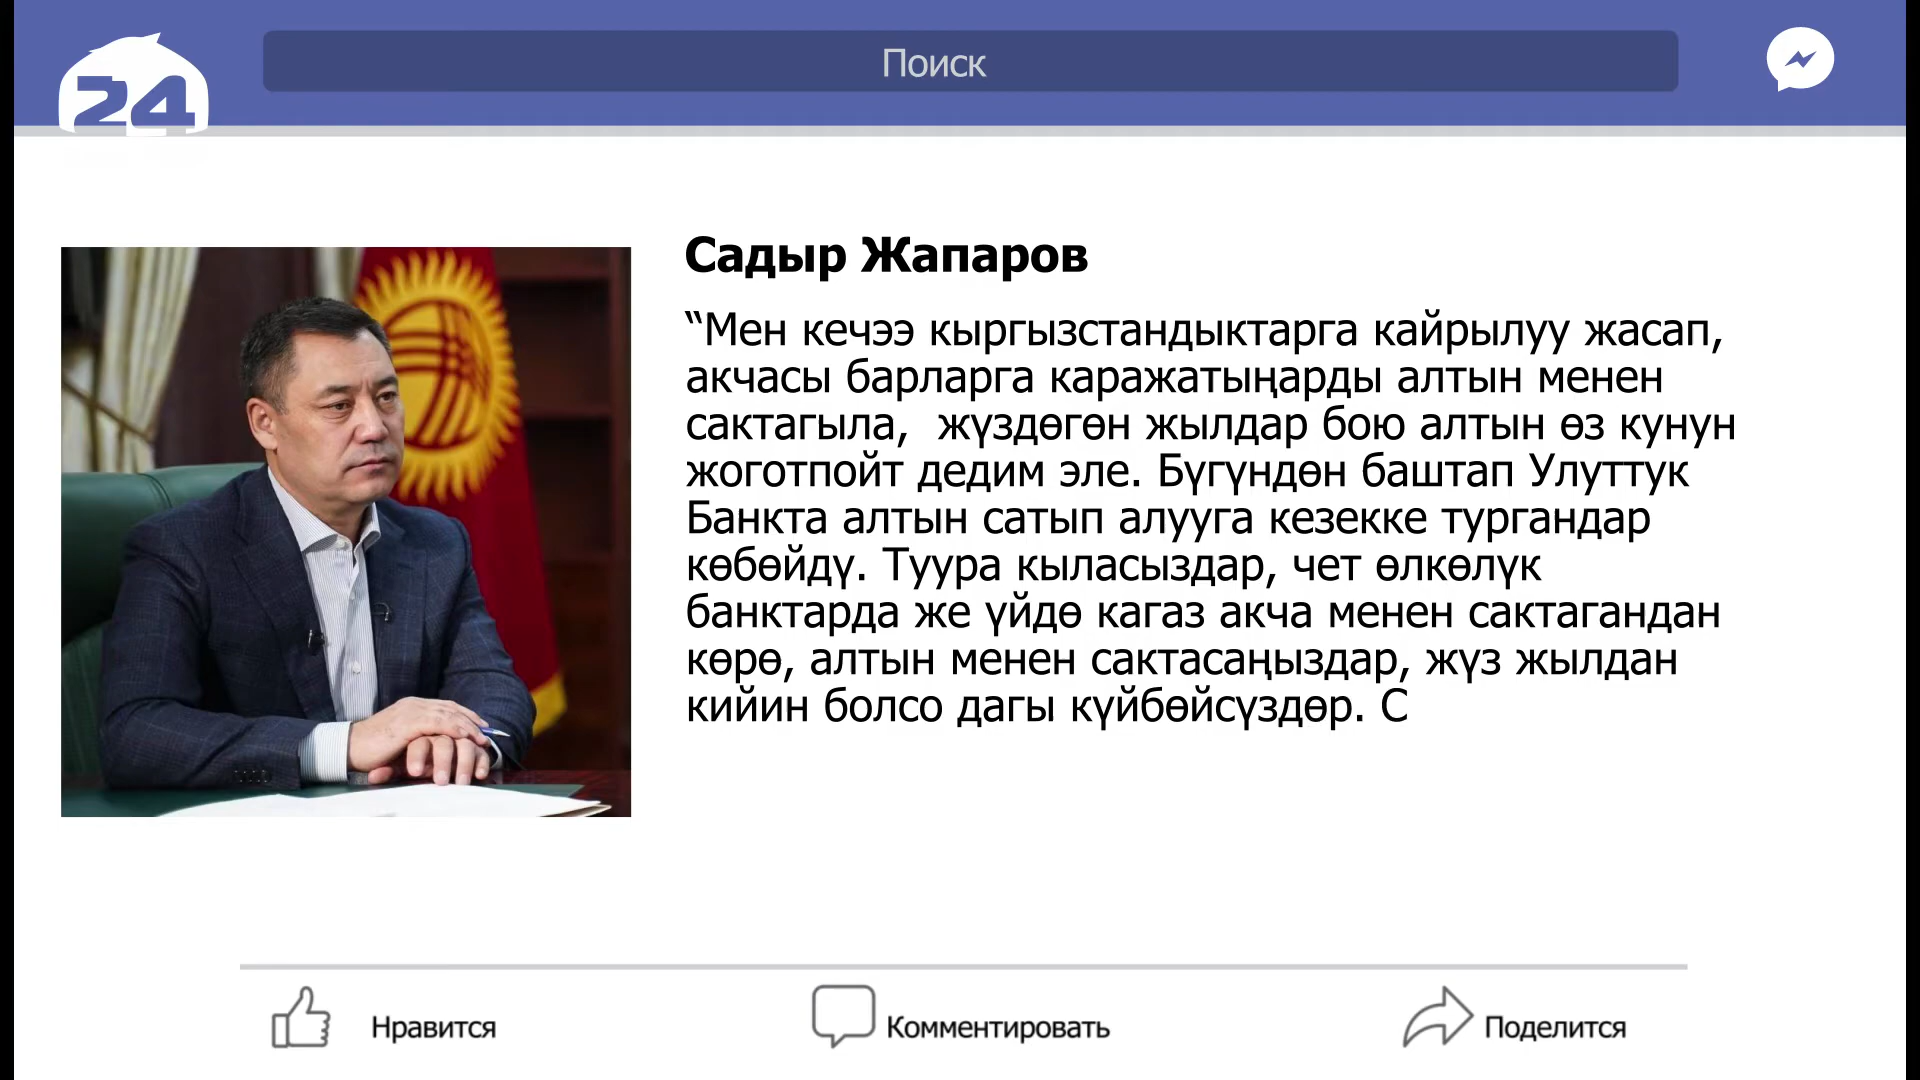 24
Поиск
Садыр Жапаров
“Мен кечээ кыргызстандыктарга кайрылуу жасап,
акчасы барларга каражатыңарды алтын менен
сактагыла,  жүздөгөн жылдар бою алтын өз кунун
жоготпойт дедим эле. Бүгүндөн баштап Улуттук
Банкта алтын сатып алууга кезекке тургандар
көбөйдү. Туура кыласыздар, чет өлкөлүк
банктарда же үйдө кагаз акча менен сактагандан
көрө, алтын менен сактасаңыздар, жүз жылдан
кийин болсо дагы күйбөйсүздөр. С
Нравится
Комментировать
Поделится